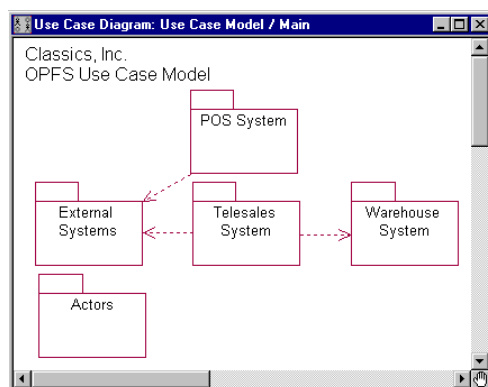 Use Case Diagram: Use Case Model / Main
Classics, Inc.
OPFS Use Case Model
POS System
External
Systems
Telesales
System
Warehouse
System
Actors